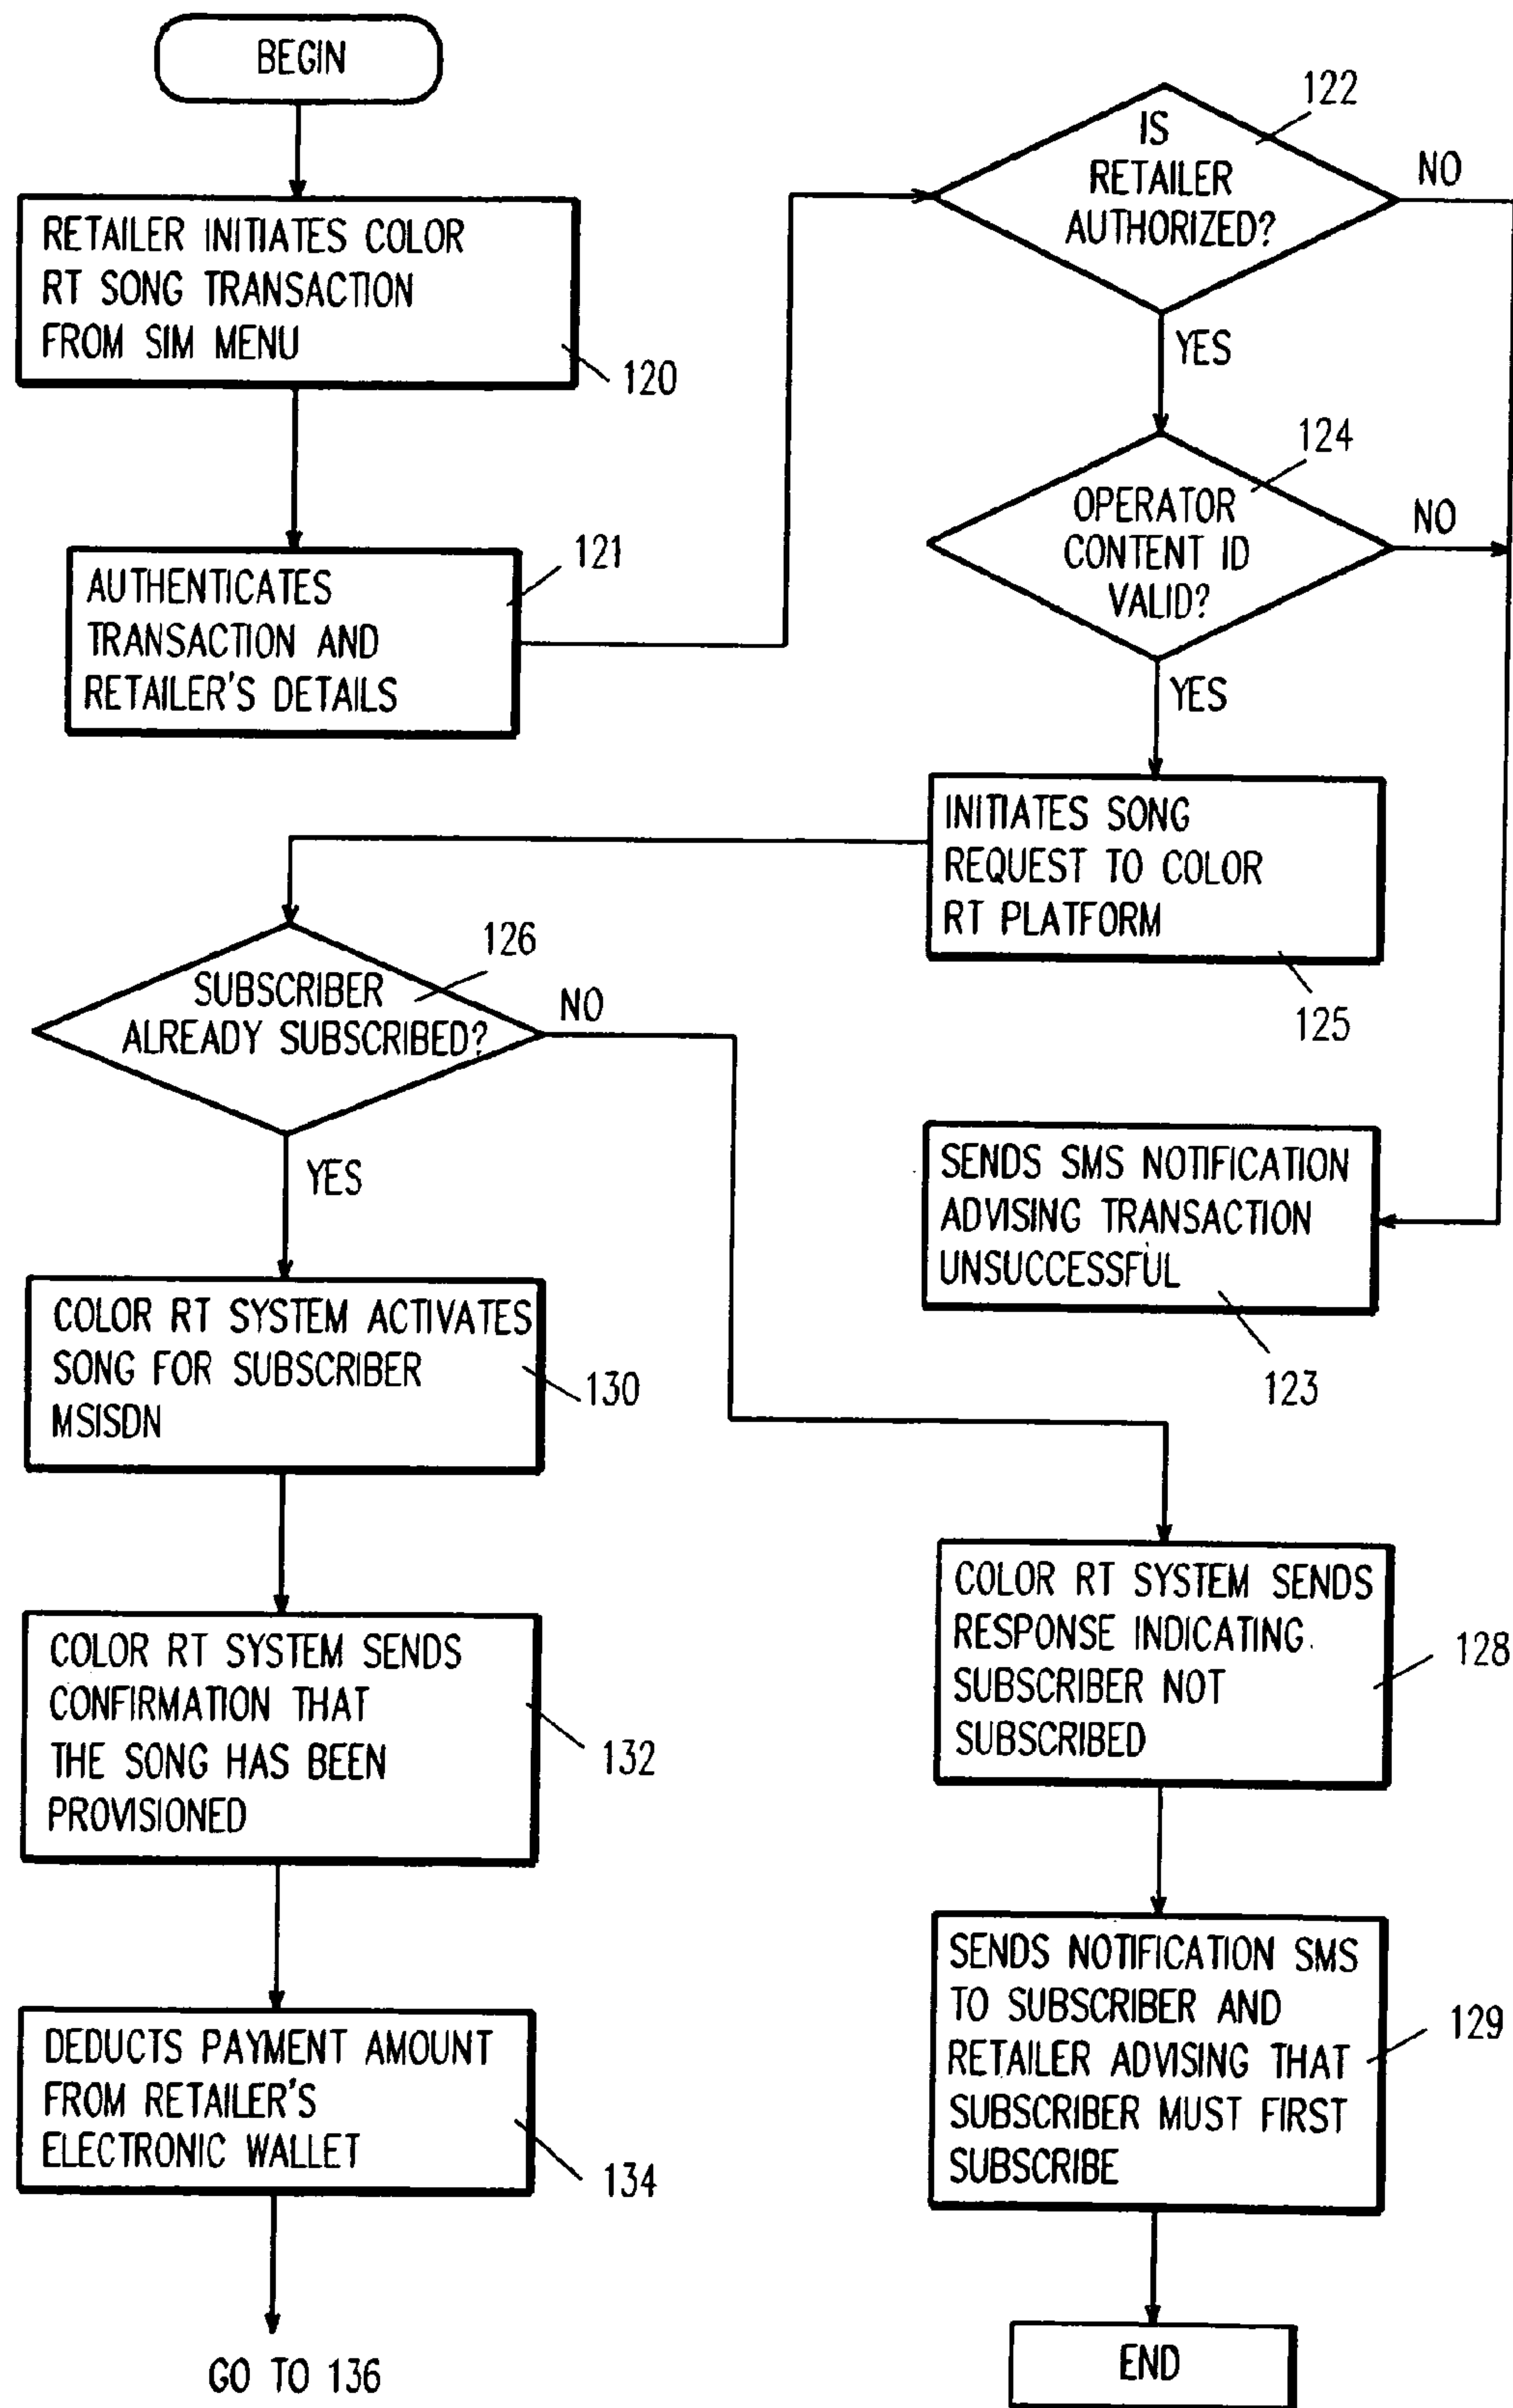 BEGIN
RETAILER INITIATES COLOR
RT SONG TRANSACTION
FROM SIM MENU
120
AUTHENTICATES
TRANSACTION AND
RETAILER'S DETAILS
121
IS
RETAILER
AUTHORIZED?
122
NO
YES
OPERATOR
CONTENT ID
VALID?
124
NO
YES
INITIATES SONG
REQUEST TO COLOR
RT PLATFORM
125
SUBSCRIBER
ALREADY SUBSCRIBED?
126
NO
YES
SENDS SMS NOTIFICATION
ADVISING TRANSACTION
UNSUCCESSFUL
123
COLOR RT SYSTEM ACTIVATES
SONG FOR SUBSCRIBER
MSISDN
130
COLOR RT SYSTEM SENDS
CONFIRMATION THAT
THE SONG HAS BEEN
PROVISIONED
132
DEDUCTS PAYMENT AMOUNT
FROM RETAILER'S
ELECTRONIC WALLET
134
GO TO 136
COLOR RT SYSTEM SENDS
RESPONSE INDICATING
SUBSCRIBER NOT
SUBSCRIBED
128
SENDS NOTIFICATION SMS
TO SUBSCRIBER AND
RETAILER ADVISING THAT
SUBSCRIBER MUST FIRST
SUBSCRIBE
129
END